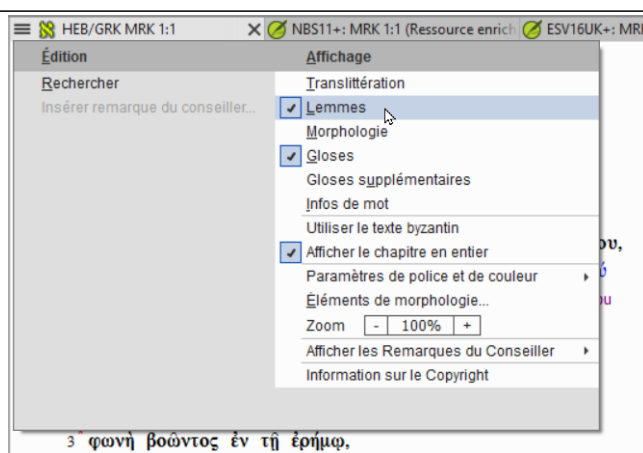 HEB/GRK MRK 1:1
NBS11+: MRK 1:1 (Ressource enrich
ESV16UK+: MRK
Édition
Affichage
Rechercher
Insérer remarque du conseiller...
Translittération
Lemmes
Morphologie
Gloses
Gloses supplémentaires
Infos de mot
Utiliser le texte byzantin
Afficher le chapitre en entier
Paramètres de police et de couleur
Éléments de morphologie...
Zoom - 100% +
Afficher les Remarques du Conseiller
Information sur le Copyright
ου,
ύ
ou
3 φωνὴ βοῶντος ἐν τῇ ἐρήμῳ,